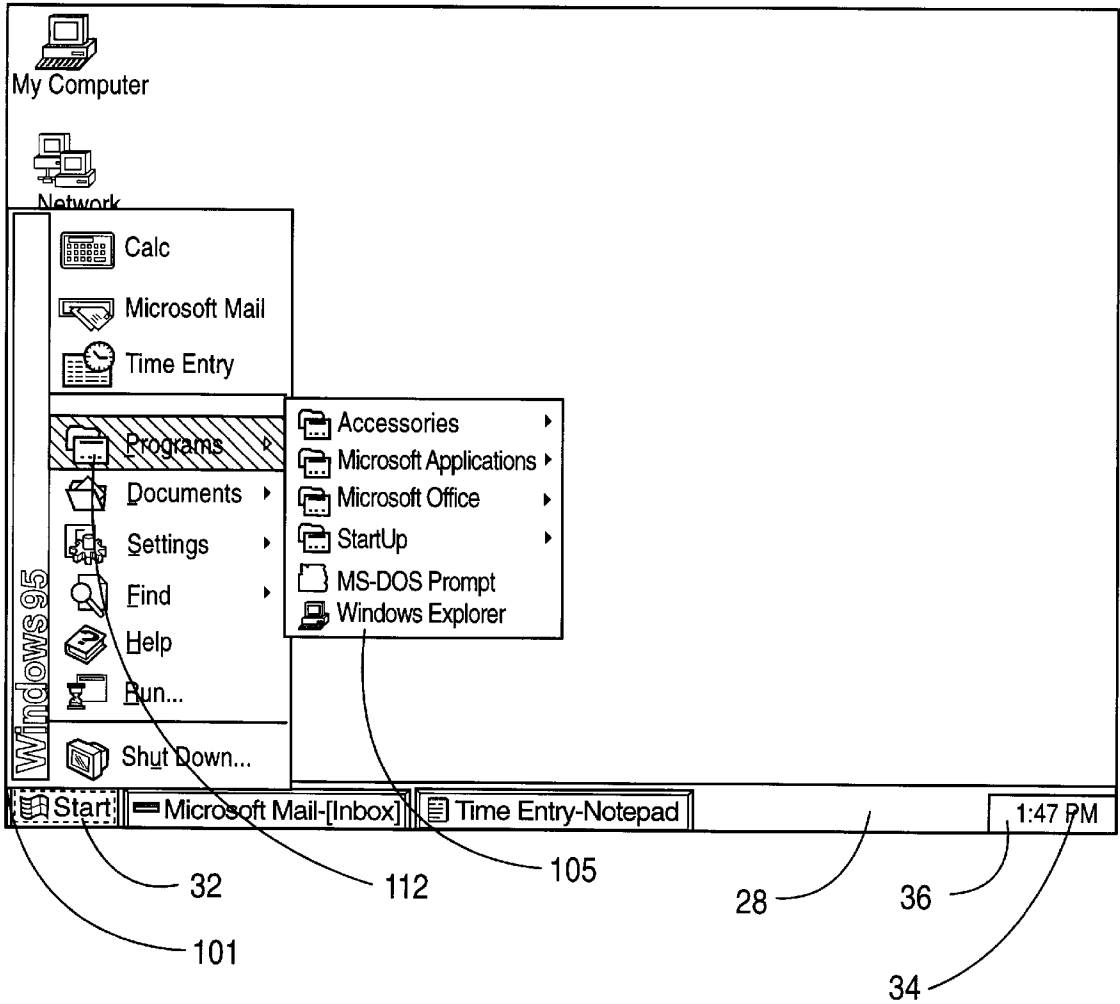 My Computer
Network
Windows 95
Calc
Microsoft Mail
Time Entry
Programs
Documents
Settings
Find
Help
Run...
Shut Down...
Accessories
Microsoft Applications
Microsoft Office
StartUp
MS-DOS Prompt
Windows Explorer
Start Microsoft Mail-[Inbox] Time Entry-Notepad 1:47 PM
32 112 105 28 36
101
34